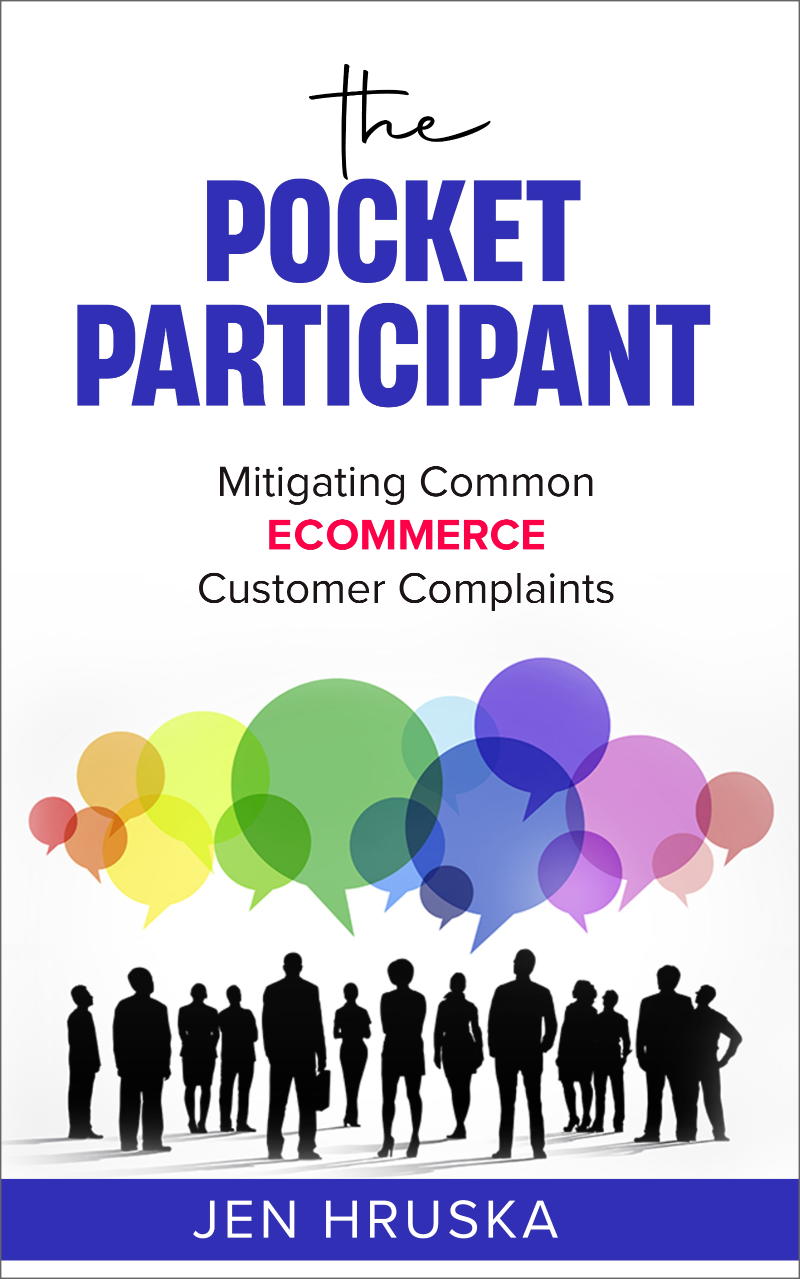 the
POCKET
PARTICIPANT
Mitigating Common
ECOMMERCE
Customer Complaints
JEN HRUSKA